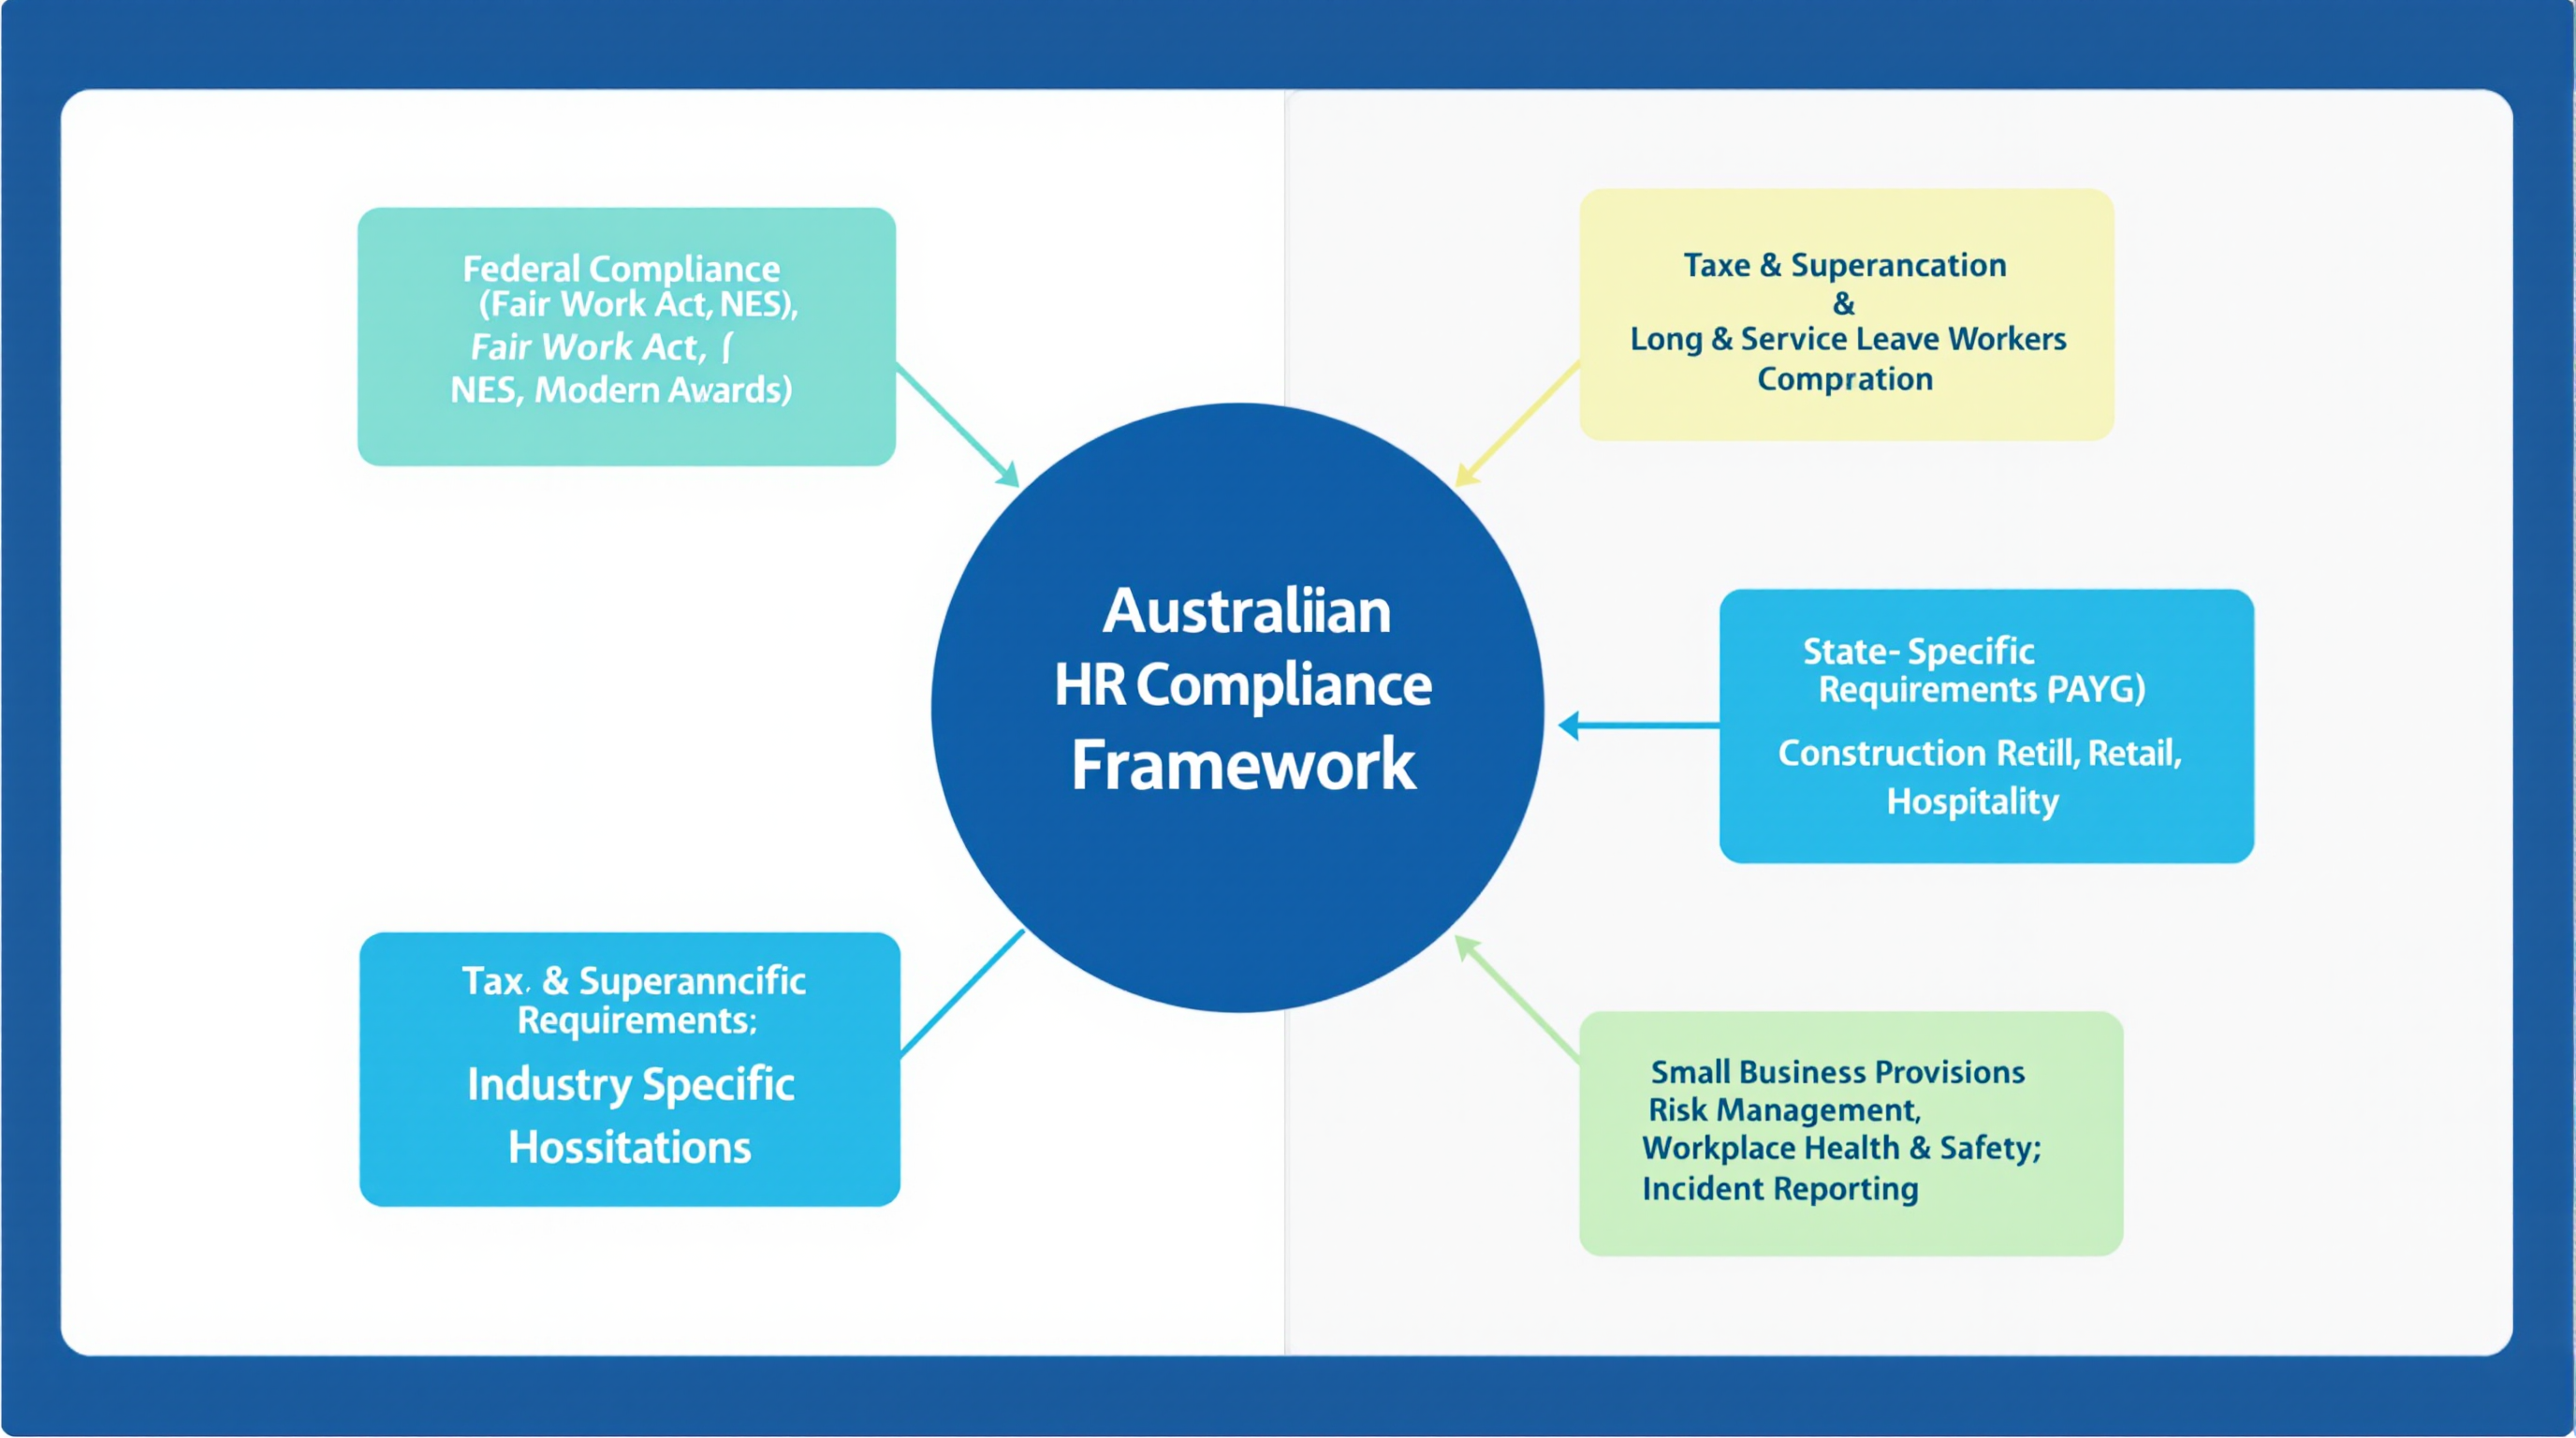 Federal Compliance
(Fair Work Act, NES),
Fair Work Act, (
NES, Modern Awards)
Taxe & Superancation
&
Long & Service Leave Workers
Compration
Australiian
HR Compliance
Framework
State- Specific
Requirements PAYG)
Construction Retill, Retail,
Hospitality
Tax. & Superanncific
Requirements;
Industry Specific
Hossitations
Small Business Provisions
Risk Management,
Workplace Health & Safety;
Incident Reporting